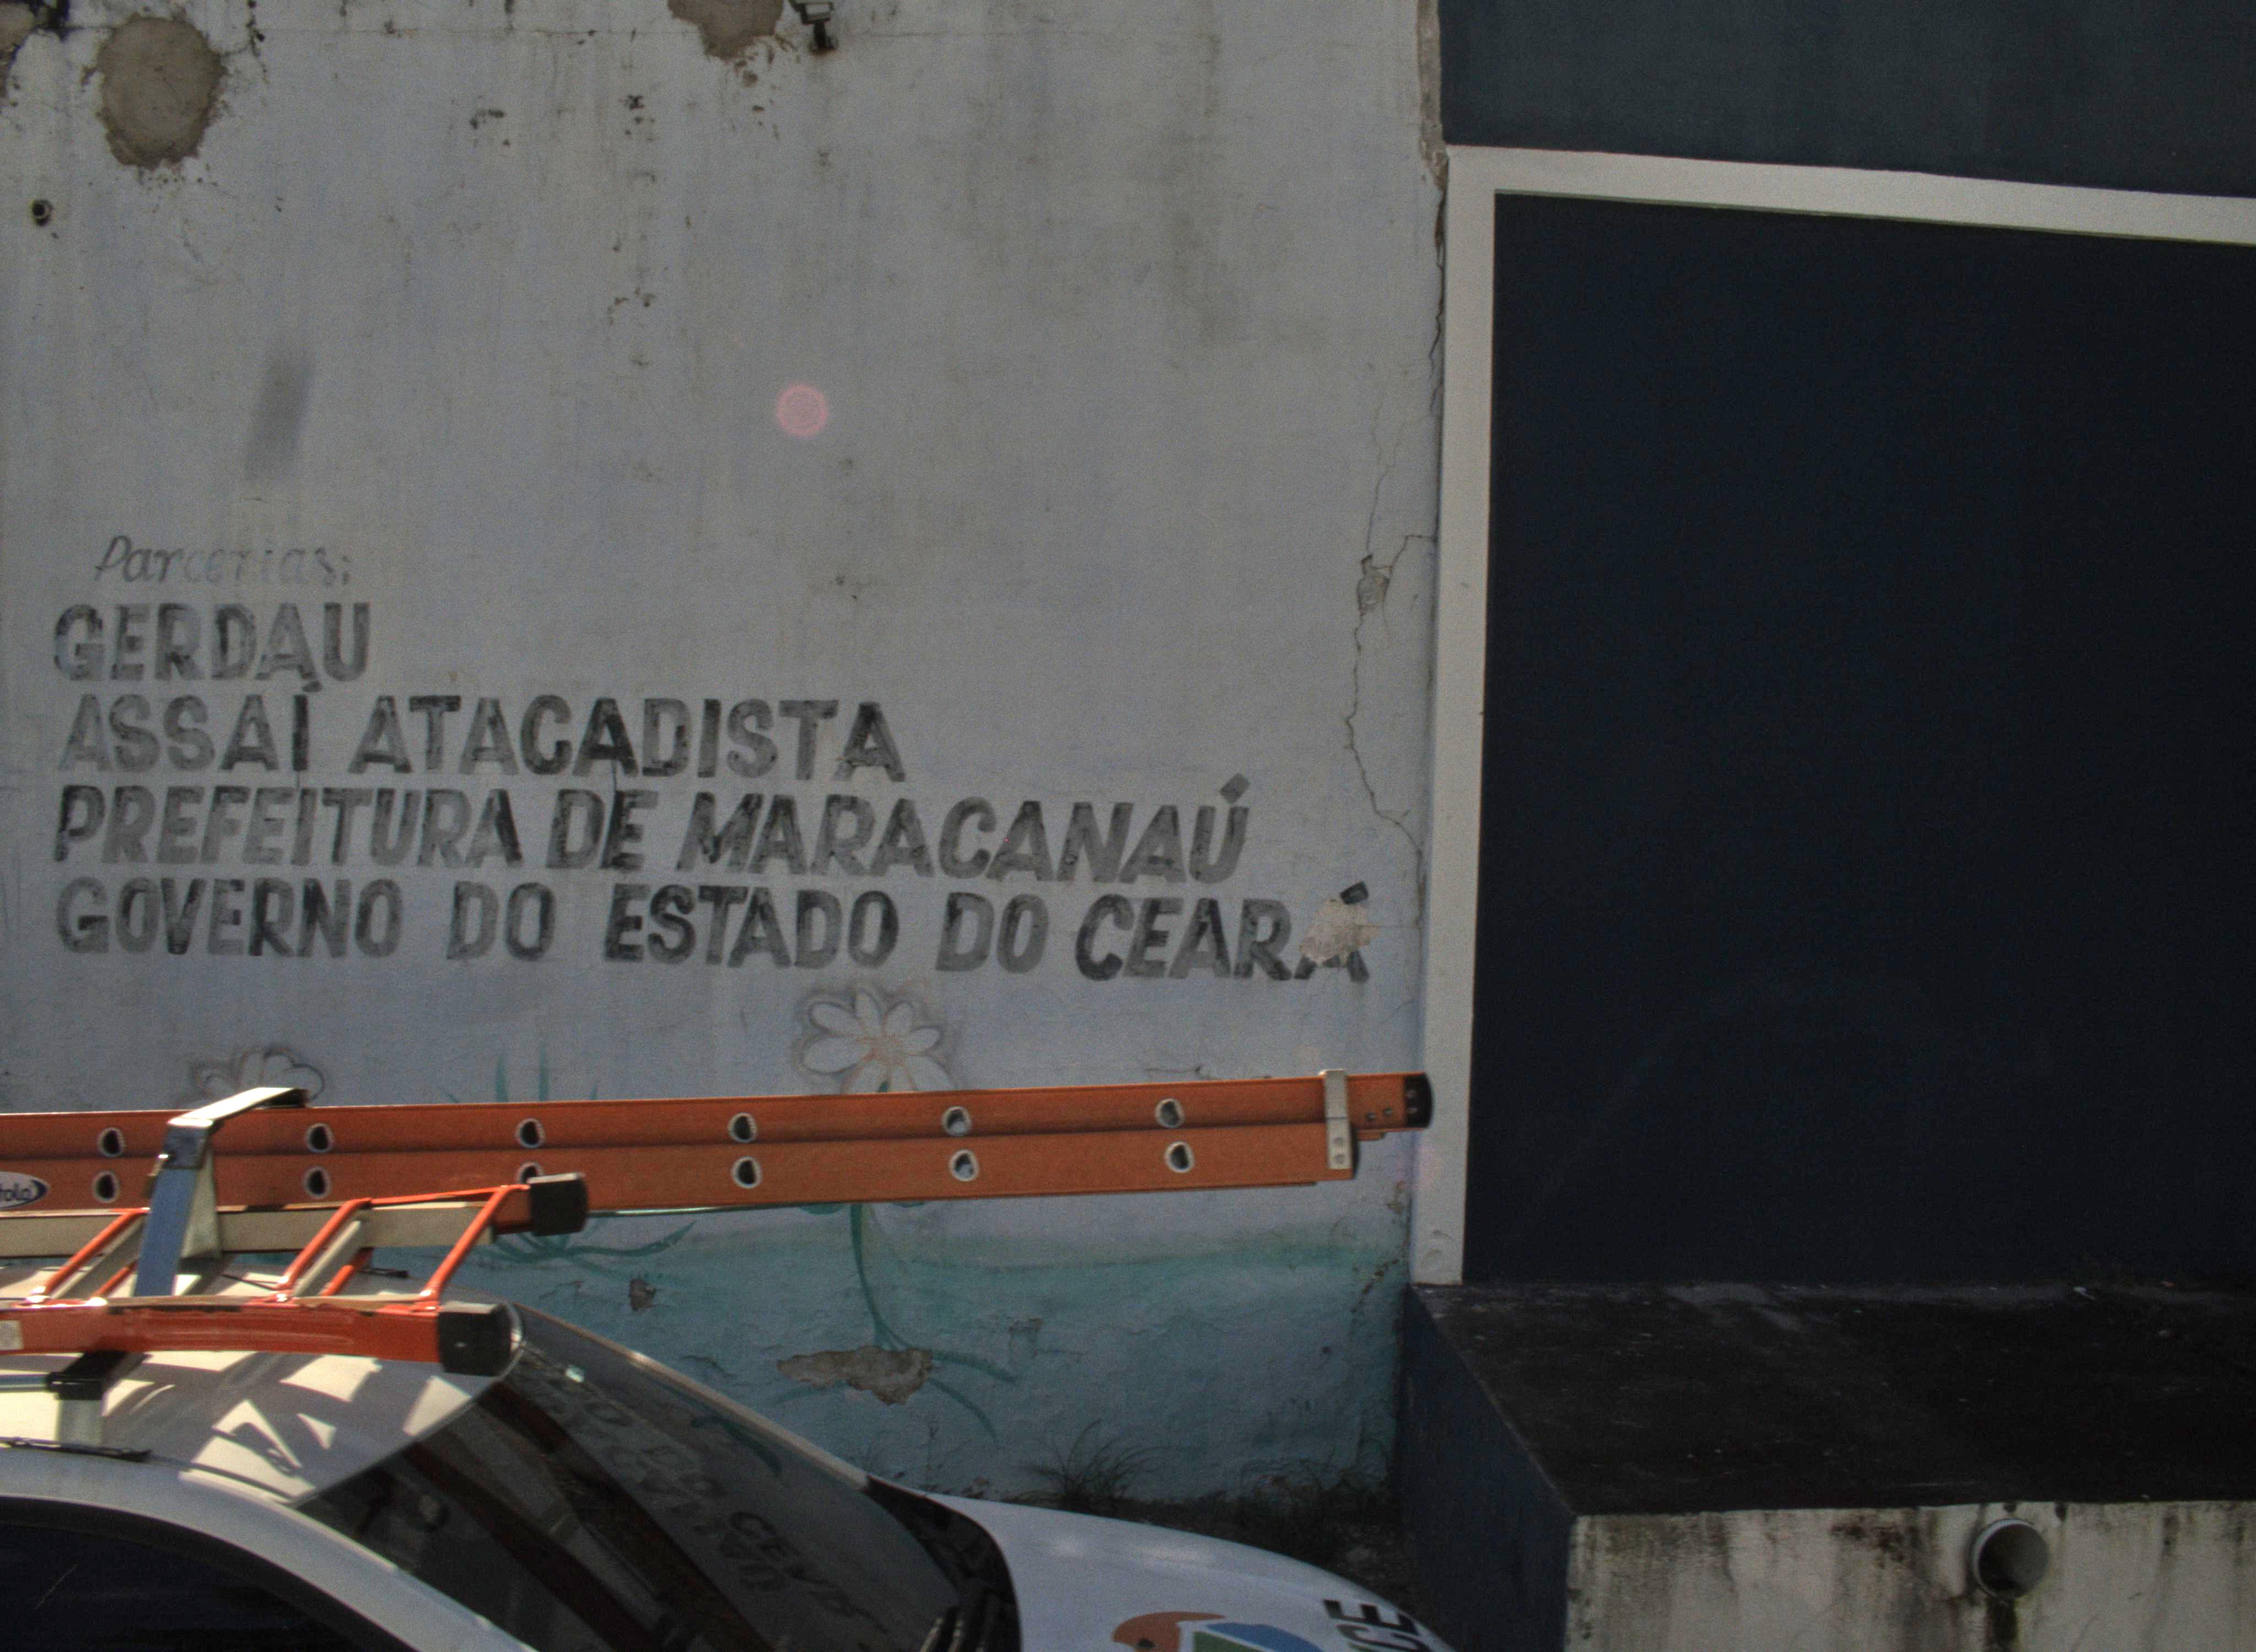 Parcerias:
GERDAU
ASSAÍ ATACADISTA
PREFEITURA DE MARACANAÚ
GOVERNO DO ESTADO DO CEARÁ